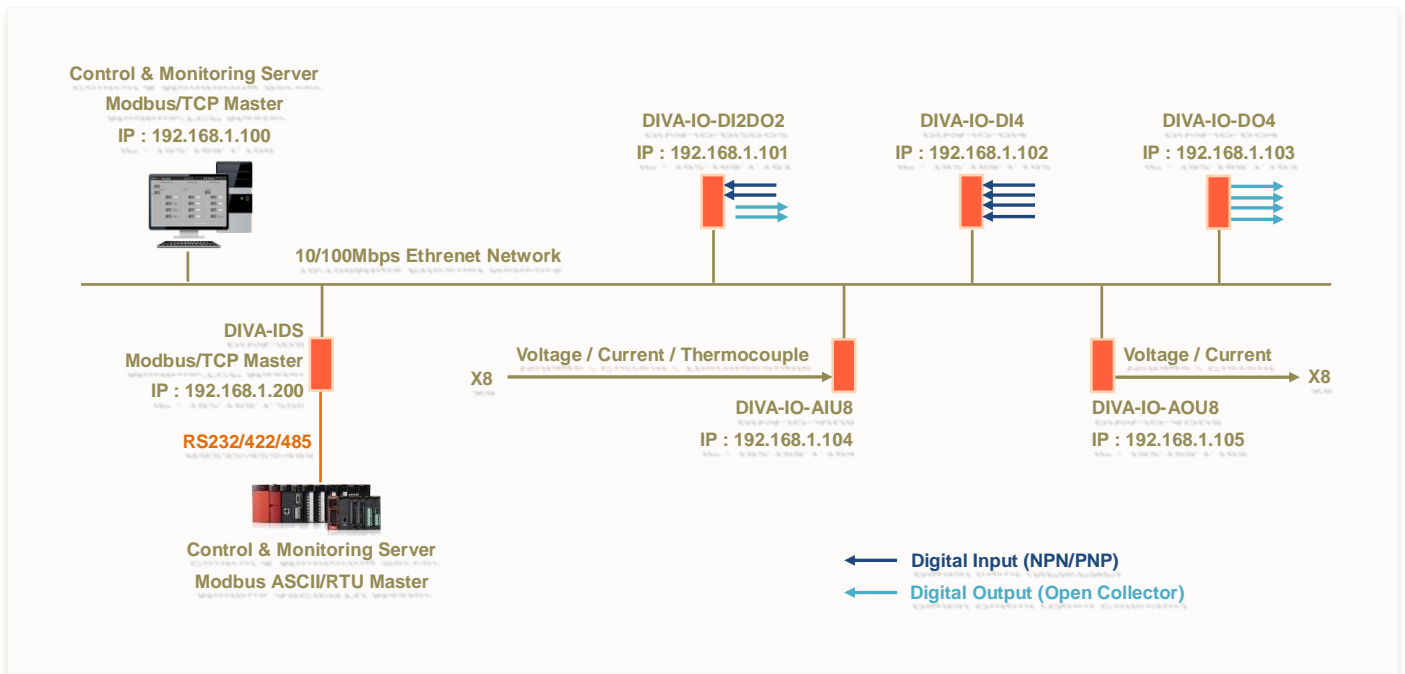 Control & Monitoring Server
Modbus/TCP Master
IP : 192.168.1.100
DIVA-IO-DI2DO2
IP : 192.168.1.101
DIVA-IO-DI4
IP : 192.168.1.102
DIVA-IO-DO4
IP : 192.168.1.103
10/100Mbps Ethrenet Network
DIVA-IDS
Modbus/TCP Master
IP : 192.168.1.200
RS232/422/485
Control & Monitoring Server
Modbus ASCII/RTU Master
X8
Voltage / Current / Thermocouple
DIVA-IO-AIU8
IP : 192.168.1.104
Voltage / Current
X8
DIVA-IO-AOU8
IP : 192.168.1.105
Digital Input (NPN/PNP)
Digital Output (Open Collector)